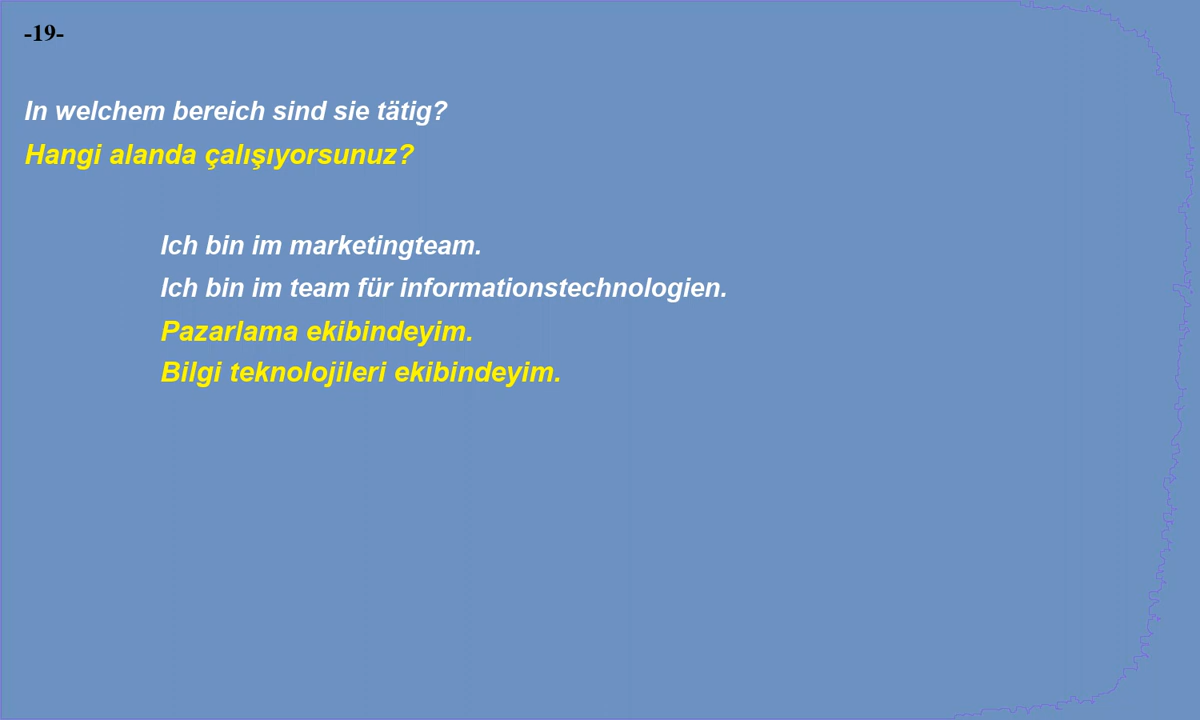 -19-
In welchem bereich sind sie tätig?
Hangi alanda çalışıyorsunuz?
Ich bin im marketingteam.
Ich bin im team für informationstechnologien.
Pazarlama ekibindeyim.
Bilgi teknolojileri ekibindeyim.